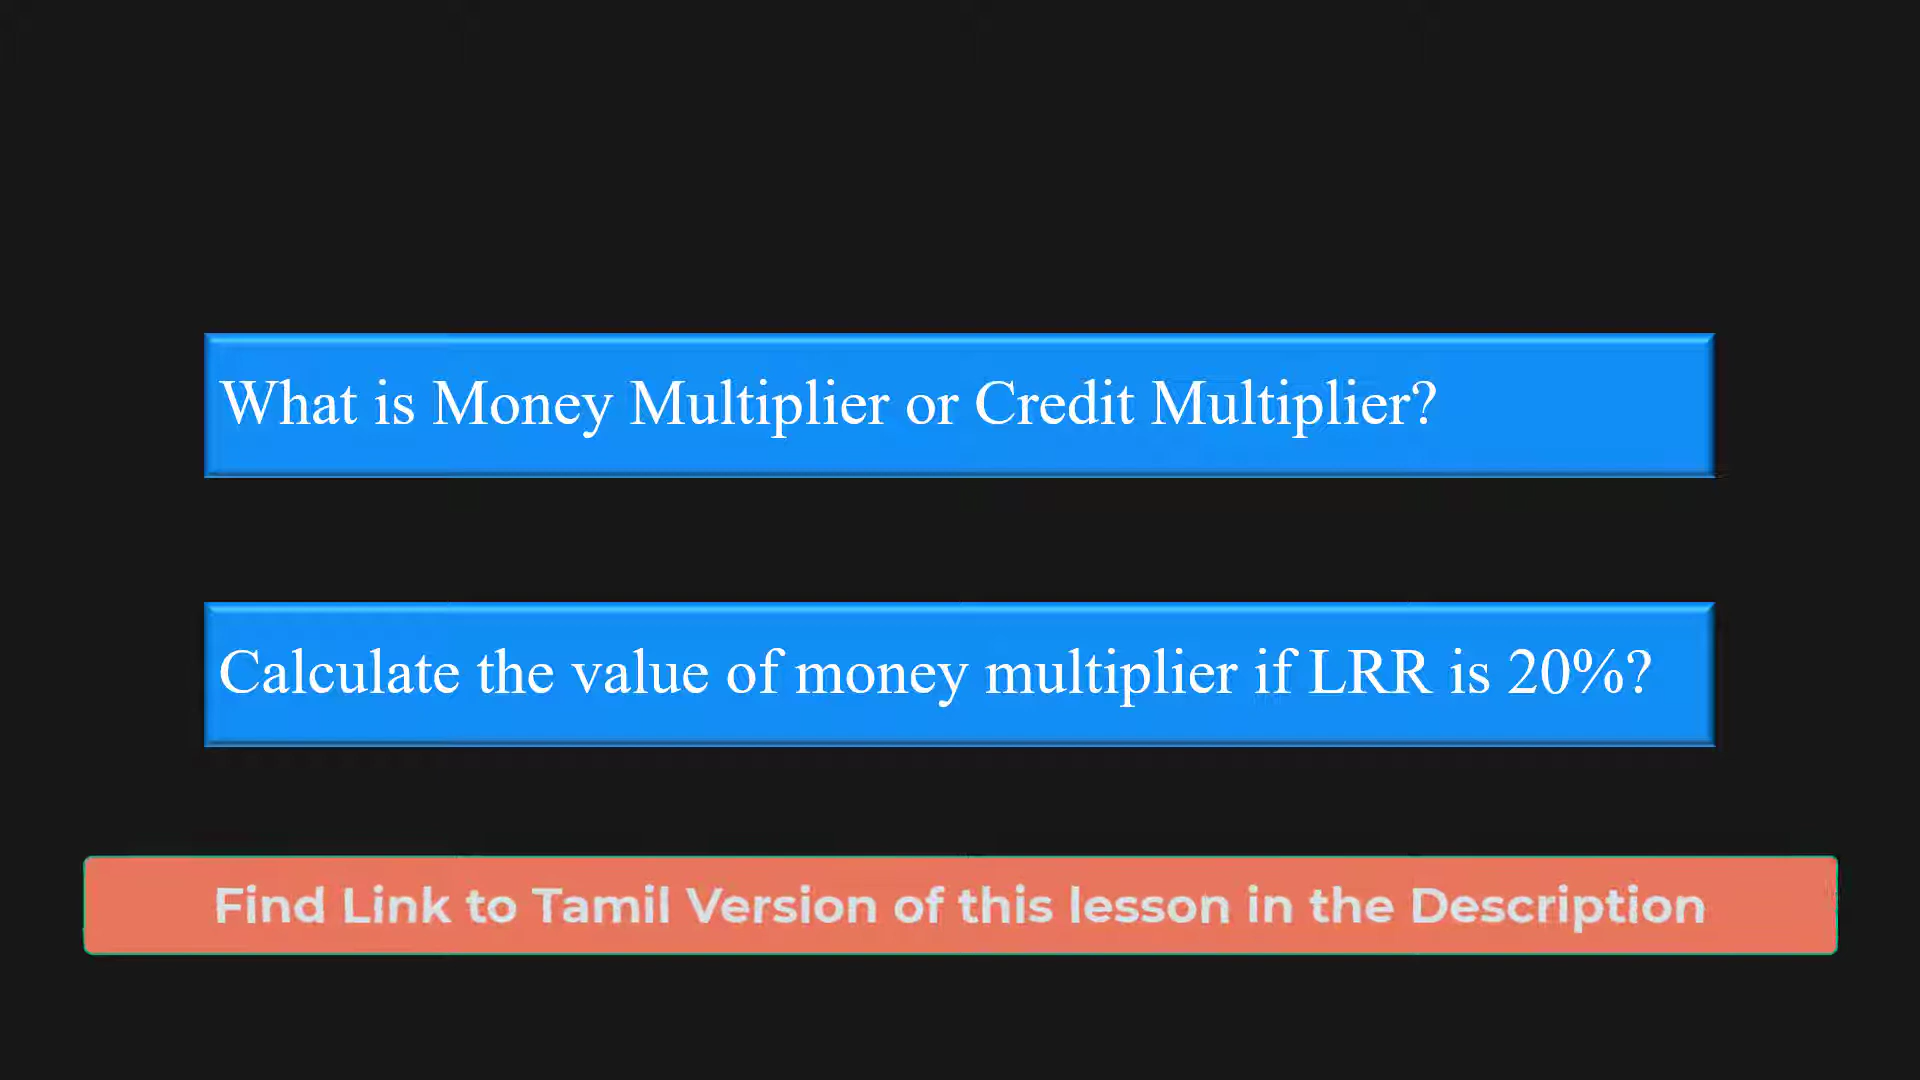 What is Money Multiplier or Credit Multiplier?
Calculate the value of money multiplier if LRR is 20%?
Find Link to Tamil Version of this lesson in the Description